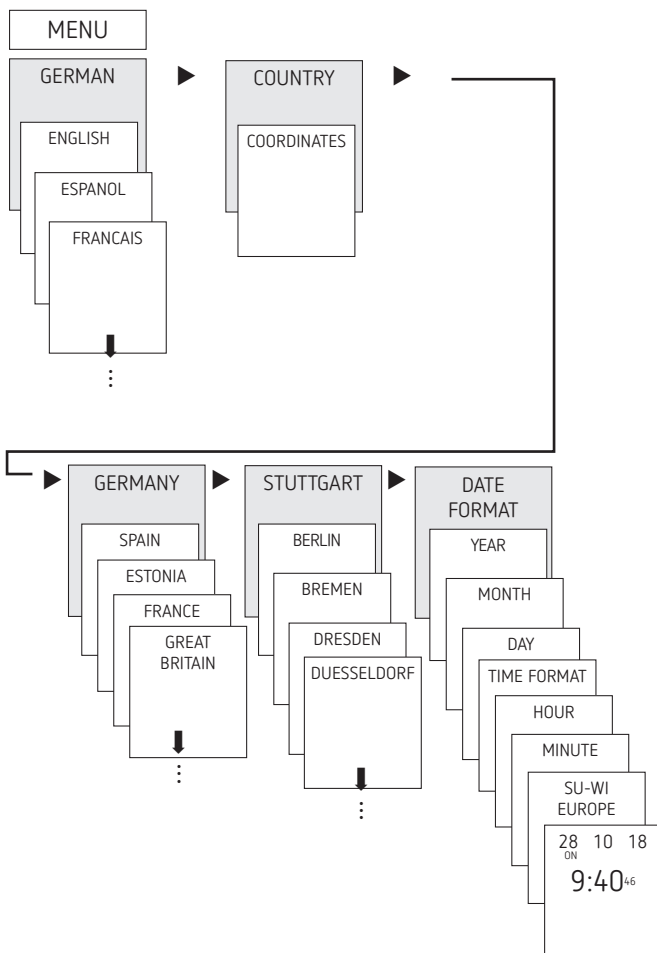 MENU
GERMAN
ENGLISH
ESPANOL
FRANCAIS
COUNTRY
COORDINATES
GERMANY
SPAIN
ESTONIA
FRANCE
GREAT
BRITAIN
STUTTGART
BERLIN
BREMEN
DRESDEN
DUESSELDORF
DATE
FORMAT
YEAR
MONTH
DAY
TIME FORMAT
HOUR
MINUTE
SU-WI
EUROPE
28 10 18
ON
9:40 46